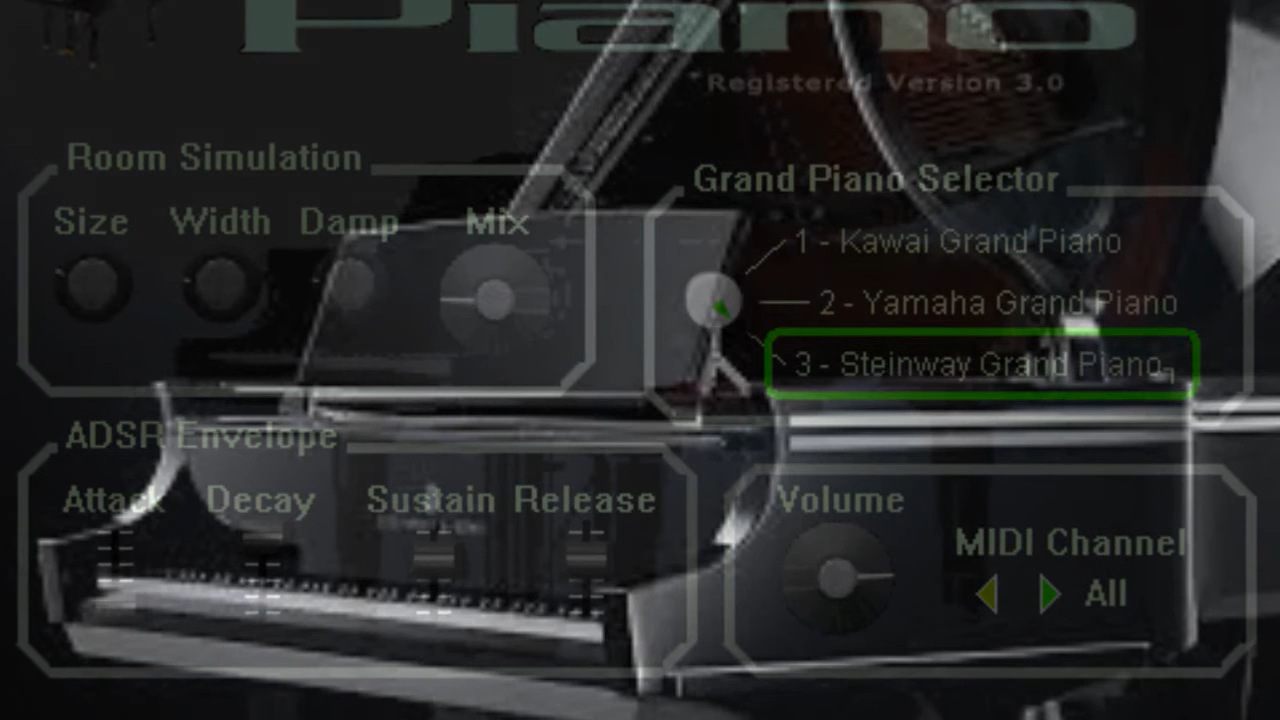 Piano
Registered Version 3.0
Room Simulation
Size Width Damp Mix
Grand Piano Selector
1 - Kawai Grand Piano
2 - Yamaha Grand Piano
3 - Steinway Grand Piano
ADSR Envelope
Attack Decay Sustain Release
Volume
MIDI Channel
All